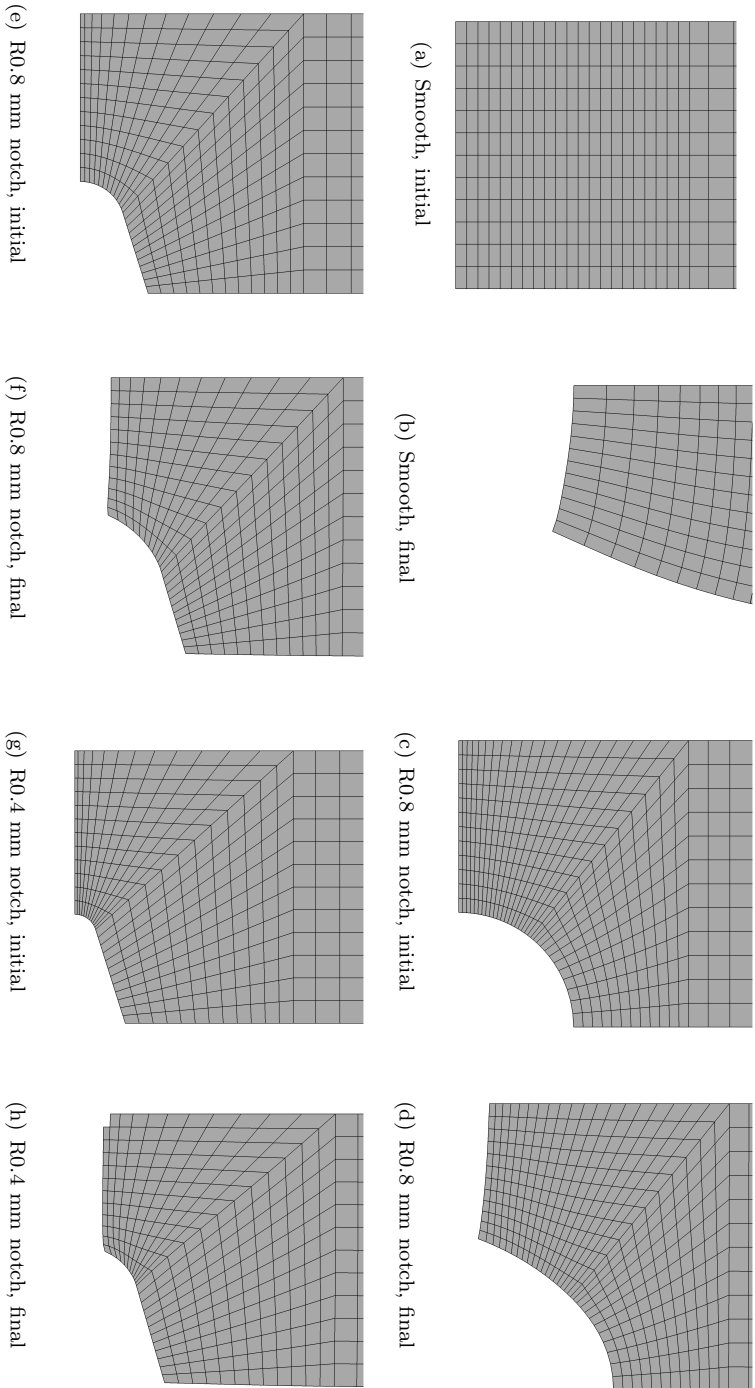 (a) Smooth, initial
(b) Smooth, final
(c) R0.8 mm notch, initial
(d) R0.8 mm notch, final
(e) R0.8 mm notch, initial
(f) R0.8 mm notch, final
(g) R0.4 mm notch, initial
(h) R0.4 mm notch, final